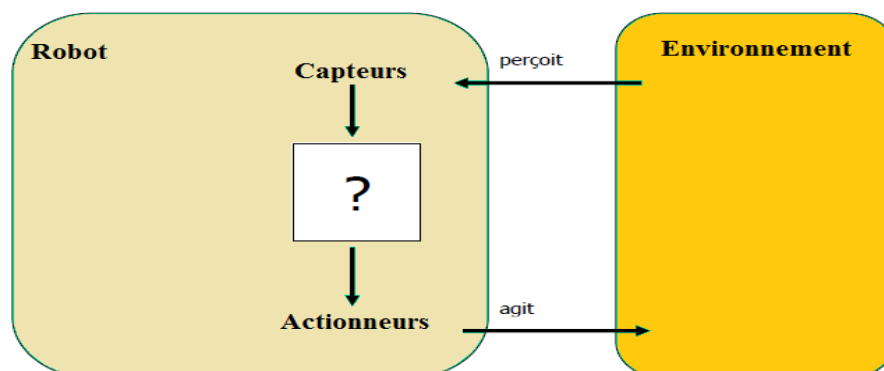 Robot
Environnement
perçoit
Capteurs
?
Actionneurs
agit